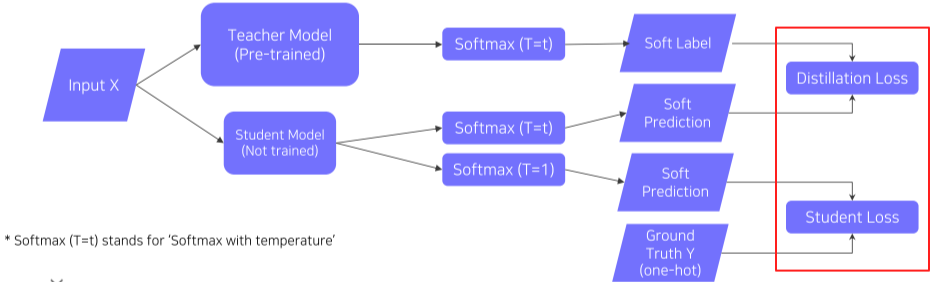 Teacher Model
(Pre-trained)
Softmax (T=t)
Soft Label
Input X
Distillation Loss
Student Model
(Not trained)
Softmax (T=t)
Soft
Prediction
Softmax (T=1)
Soft
Prediction
Student Loss
Ground
Truth Y
(one-hot)
* Softmax (T=t) stands for ‘Softmax with temperature’